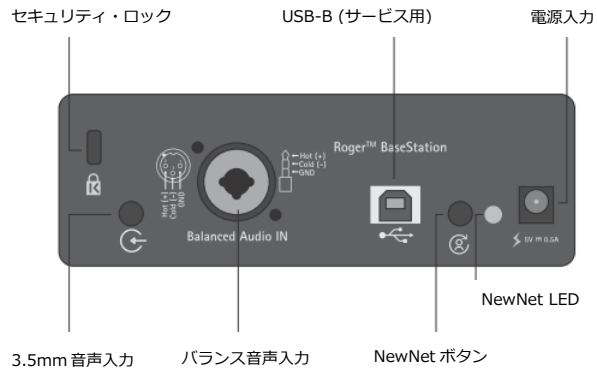 セキュリティ・ロック
USB-B (サービス用)
電源入力
Roger™ BaseStation
Hot (+)
Cold (−)
GND
Hot (+)
Cold (−)
GND
Balanced Audio IN
5V ⎓ 0.5A
NewNet LED
3.5mm 音声入力
バランス音声入力
NewNet ボタン